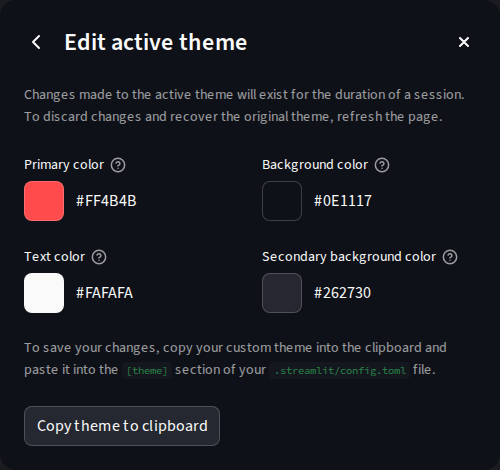 Edit active theme
Changes made to the active theme will exist for the duration of a session.
To discard changes and recover the original theme, refresh the page.
Primary color
Background color
#FF4B4B
#0E1117
Text color
Secondary background color
#FAFAFA
#262730
To save your changes, copy your custom theme into the clipboard and
paste it into the [theme] section of your .streamlit/config.toml file.
Copy theme to clipboard